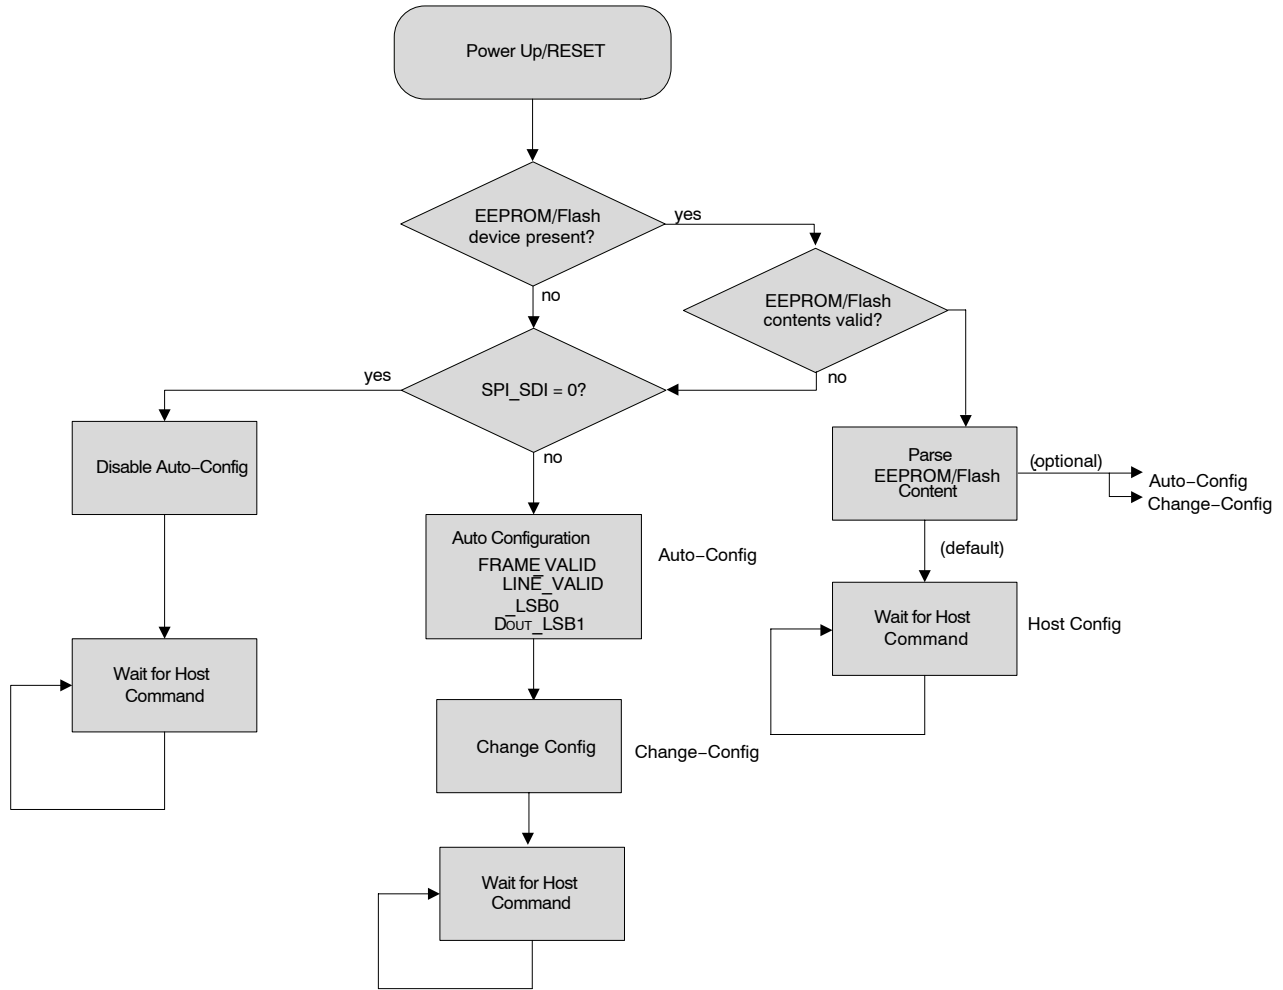 Power Up/RESET
EEPROM/Flash
device present?
yes
no
EEPROM/Flash
contents valid?
no
yes
SPI_SDI = 0?
no
Disable Auto−Config
Wait for Host
Command
Auto Configuration
FRAME_VALID
LINE_VALID
_LSB0
DOUT_LSB1
Auto−Config
Change Config
Change−Config
Wait for Host
Command
Parse
EEPROM/Flash
Content
(optional)
Auto−Config
Change−Config
(default)
Wait for Host
Command
Host Config